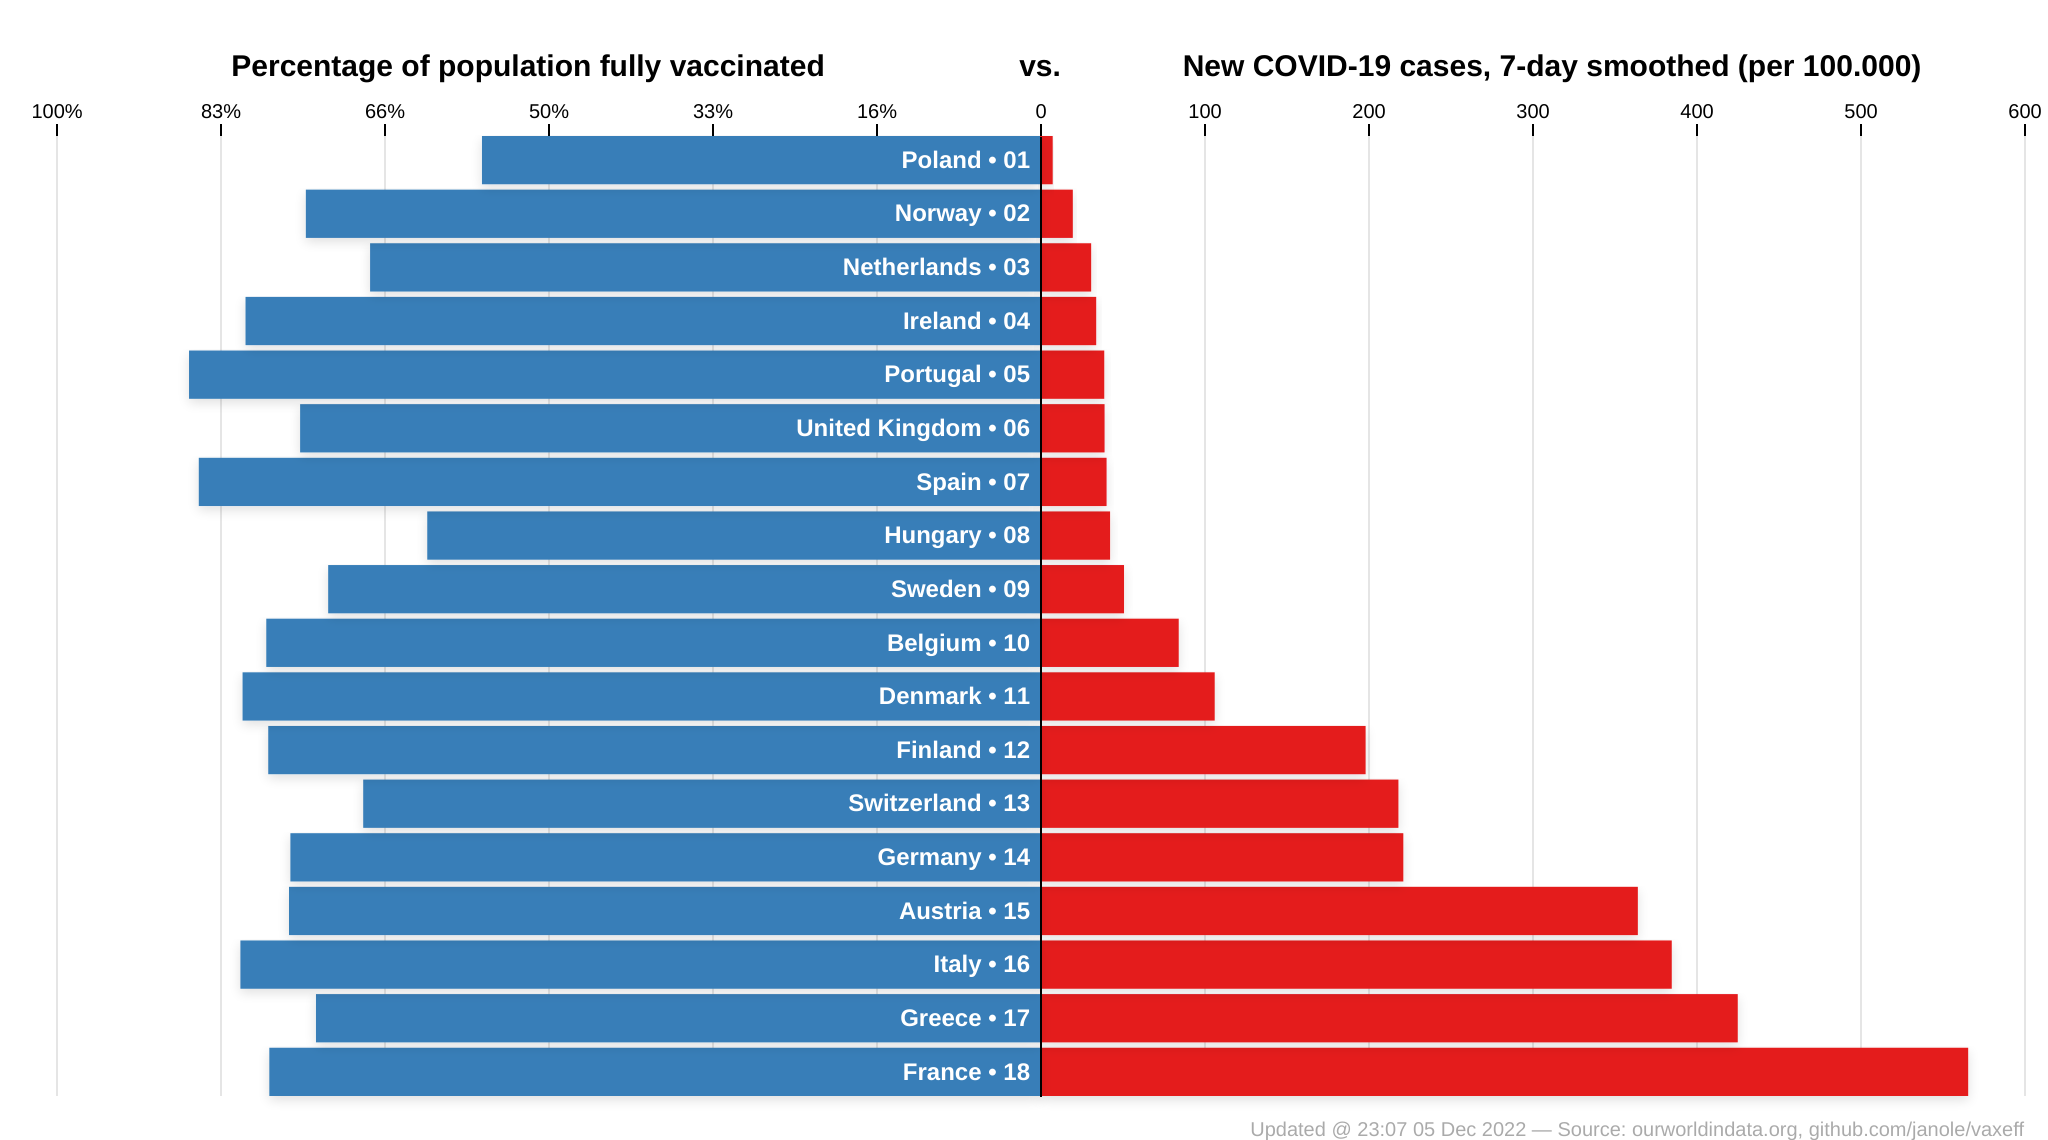 Percentage of population fully vaccinated vs. New COVID-19 cases, 7-day smoothed (per 100.000)
100% 83% 66% 50% 33% 16% 0 100 200 300 400 500 600
Poland • 01
Norway • 02
Netherlands • 03
Ireland • 04
Portugal • 05
United Kingdom • 06
Spain • 07
Hungary • 08
Sweden • 09
Belgium • 10
Denmark • 11
Finland • 12
Switzerland • 13
Germany • 14
Austria • 15
Italy • 16
Greece • 17
France • 18
Updated @ 23:07 05 Dec 2022 — Source: ourworldindata.org, github.com/janole/vaxeff